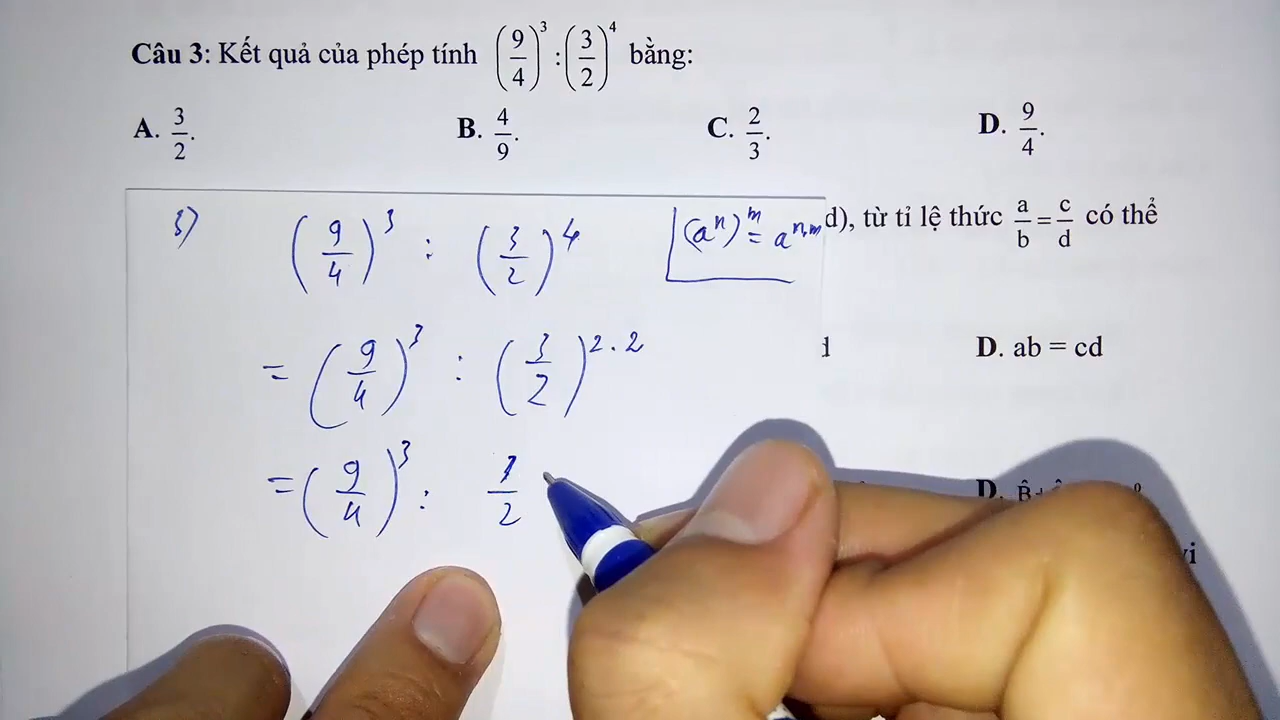 Câu 3: Kết quả của phép tính (9/4)^3 : (3/2)^4 bằng:
A. 3/2. B. 4/9. C. 2/3. D. 9/4.
3) (9/4)^3 : (3/2)^4 (a^n)^m = a^{n.m} d), từ tỉ lệ thức a/b = c/d có thể
= (9/4)^3 : (3/2)^{2.2} D. ab = cd
= (9/4)^3 : 3/2 D. B̂+